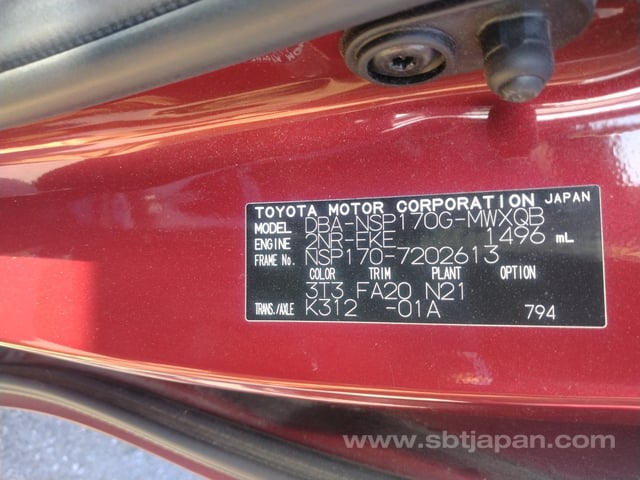 TOYOTA MOTOR CORPORATION JAPAN
MODEL DBA-NSP170G-MWXQB
ENGINE 2NR-FKE 1496 mL
FRAME No. NSP170-7202613
COLOR TRIM PLANT OPTION
3T3 FA20 N21
TRANS./AXLE K312 -01A 794
www.sbtjapan.com